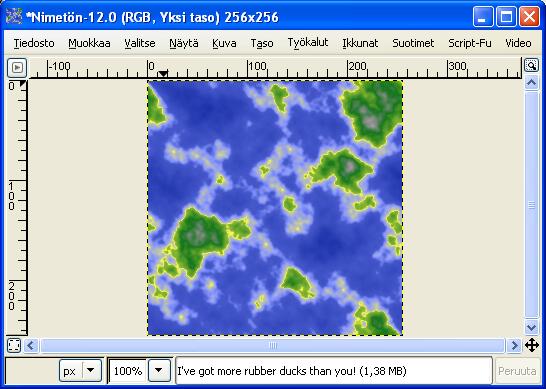 *Nimetön-12.0 (RGB, Yksi taso) 256x256
Tiedosto Muokkaa Valitse Näytä Kuva Taso Työkalut Ikkunat Suotimet Script-Fu Video
-100 0 100 200 300
0
100
200
px 100% I've got more rubber ducks than you! (1,38 MB) Peruuta